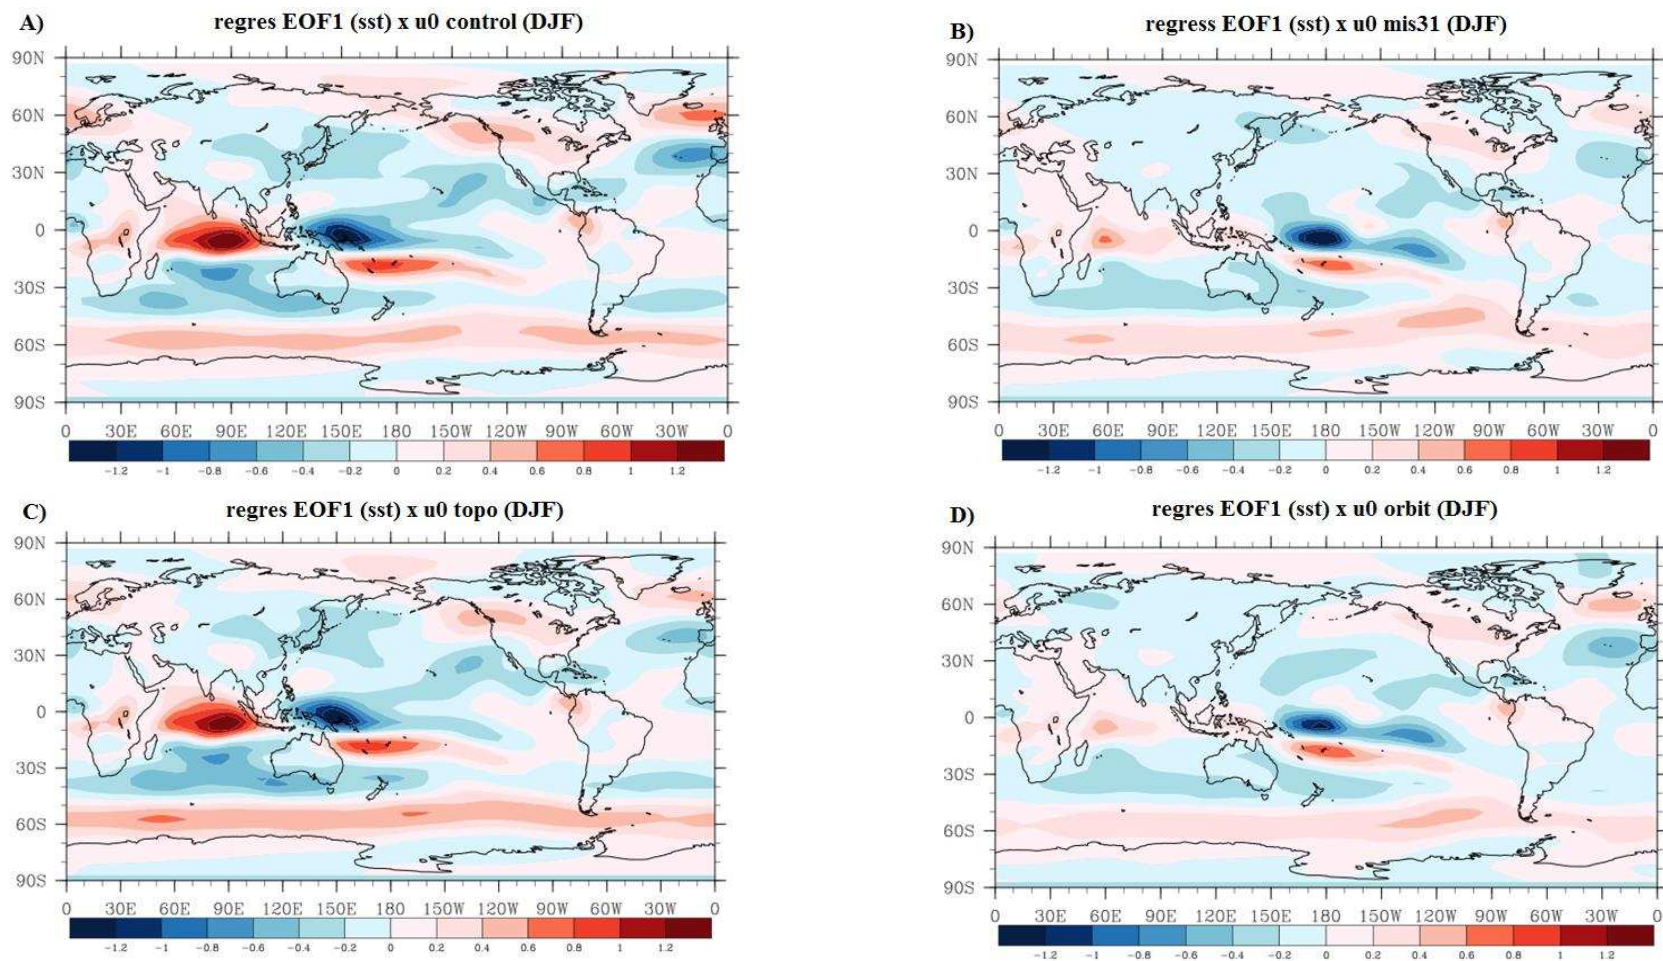 A) regres EOF1 (sst) x u0 control (DJF)
90N
60N
30N
0
30S
60S
90S
0 30E 60E 90E 120E 150E 180 150W 120W 90W 60W 30W 0
-1.2 -1 -0.8 -0.6 -0.4 -0.2 0 0.2 0.4 0.6 0.8 1 1.2
B) regress EOF1 (sst) x u0 mis31 (DJF)
90N
60N
30N
0
30S
60S
90S
0 30E 60E 90E 120E 150E 180 150W 120W 90W 60W 30W 0
-1.2 -1 -0.8 -0.6 -0.4 -0.2 0 0.2 0.4 0.6 0.8 1 1.2
C) regres EOF1 (sst) x u0 topo (DJF)
90N
60N
30N
0
30S
60S
90S
0 30E 60E 90E 120E 150E 180 150W 120W 90W 60W 30W 0
-1.2 -1 -0.8 -0.6 -0.4 -0.2 0 0.2 0.4 0.6 0.8 1 1.2
D) regres EOF1 (sst) x u0 orbit (DJF)
90N
60N
30N
0
30S
60S
90S
0 30E 60E 90E 120E 150E 180 150W 120W 90W 60W 30W 0
-1.2 -1 -0.8 -0.6 -0.4 -0.2 0 0.2 0.4 0.6 0.8 1 1.2